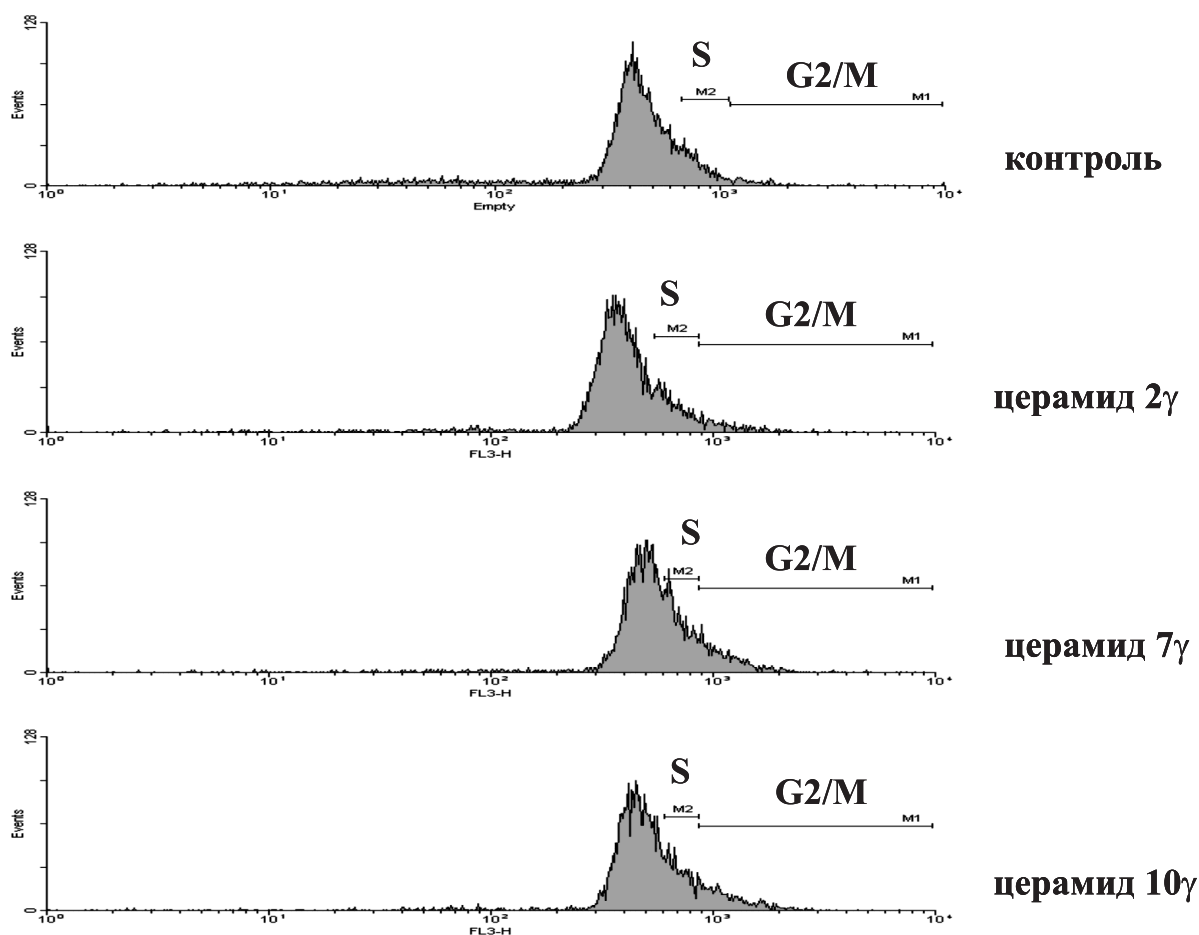 128
Events
0
S
M2
G2/M
M1
10⁰ 10¹ 10² 10³ 10⁴
Empty
контроль
128
Events
0
S
M2
G2/M
M1
10⁰ 10¹ 10² 10³ 10⁴
FL3-H
церамид 2γ
128
Events
0
S
M2
G2/M
M1
10⁰ 10¹ 10² 10³ 10⁴
FL3-H
церамид 7γ
128
Events
0
S
M2
G2/M
M1
10⁰ 10¹ 10² 10³ 10⁴
FL3-H
церамид 10γ